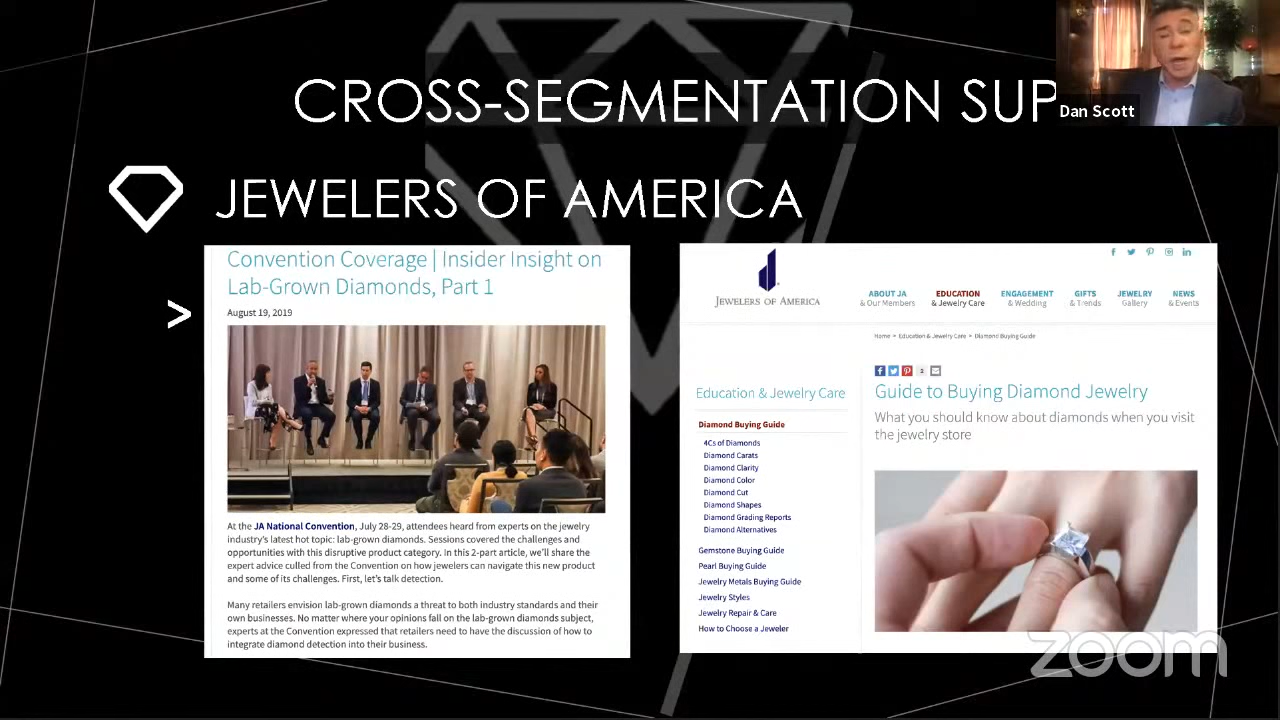 CROSS-SEGMENTATION SUP
Dan Scott
JEWELERS OF AMERICA
>
Convention Coverage | Insider Insight on
Lab-Grown Diamonds, Part 1
August 19, 2019
At the JA National Convention, July 28-29, attendees heard from experts on the jewelry
industry's latest hot topic: lab-grown diamonds. Sessions covered the challenges and
opportunities with this disruptive product category. In this 2-part article, we'll share the
expert advice culled from the Convention on how jewelers can navigate this new product
and some of its challenges. First, let's talk detection.
Many retailers envision lab-grown diamonds a threat to both industry standards and their
own businesses. No matter where your opinions fall on the lab-grown diamonds subject,
experts at the Convention expressed that retailers need to have the discussion of how to
integrate diamond detection into their business.
JEWELERS OF AMERICA
ABOUT JA
& Our Members
EDUCATION
& Jewelry Care
ENGAGEMENT
& Wedding
GIFTS
& Trends
JEWELRY
Gallery
NEWS
& Events
Home > Education & Jewelry Care > Diamond Buying Guide
Education & Jewelry Care
Diamond Buying Guide
4Cs of Diamonds
Diamond Carats
Diamond Clarity
Diamond Color
Diamond Cut
Diamond Shapes
Diamond Grading Reports
Diamond Alternatives
Gemstone Buying Guide
Pearl Buying Guide
Jewelry Metals Buying Guide
Jewelry Styles
Jewelry Repair & Care
How to Choose a Jeweler
Guide to Buying Diamond Jewelry
What you should know about diamonds when you visit
the jewelry store
zoom